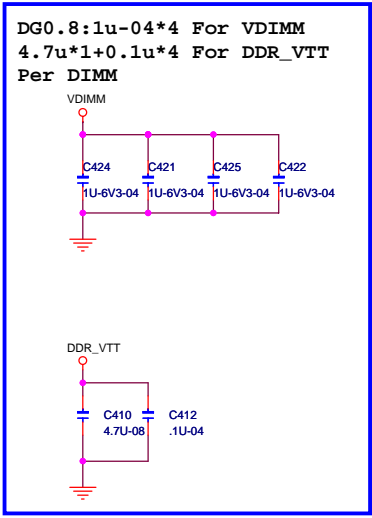 DG0.8:1u-04*4 For VDIMM
4.7u*1+0.1u*4 For DDR_VTT
Per DIMM
VDIMM
C424 C421 C425 C422
1U-6V3-04 1U-6V3-04 1U-6V3-04 1U-6V3-04
DDR_VTT
C410 C412
4.7U-08 .1U-04